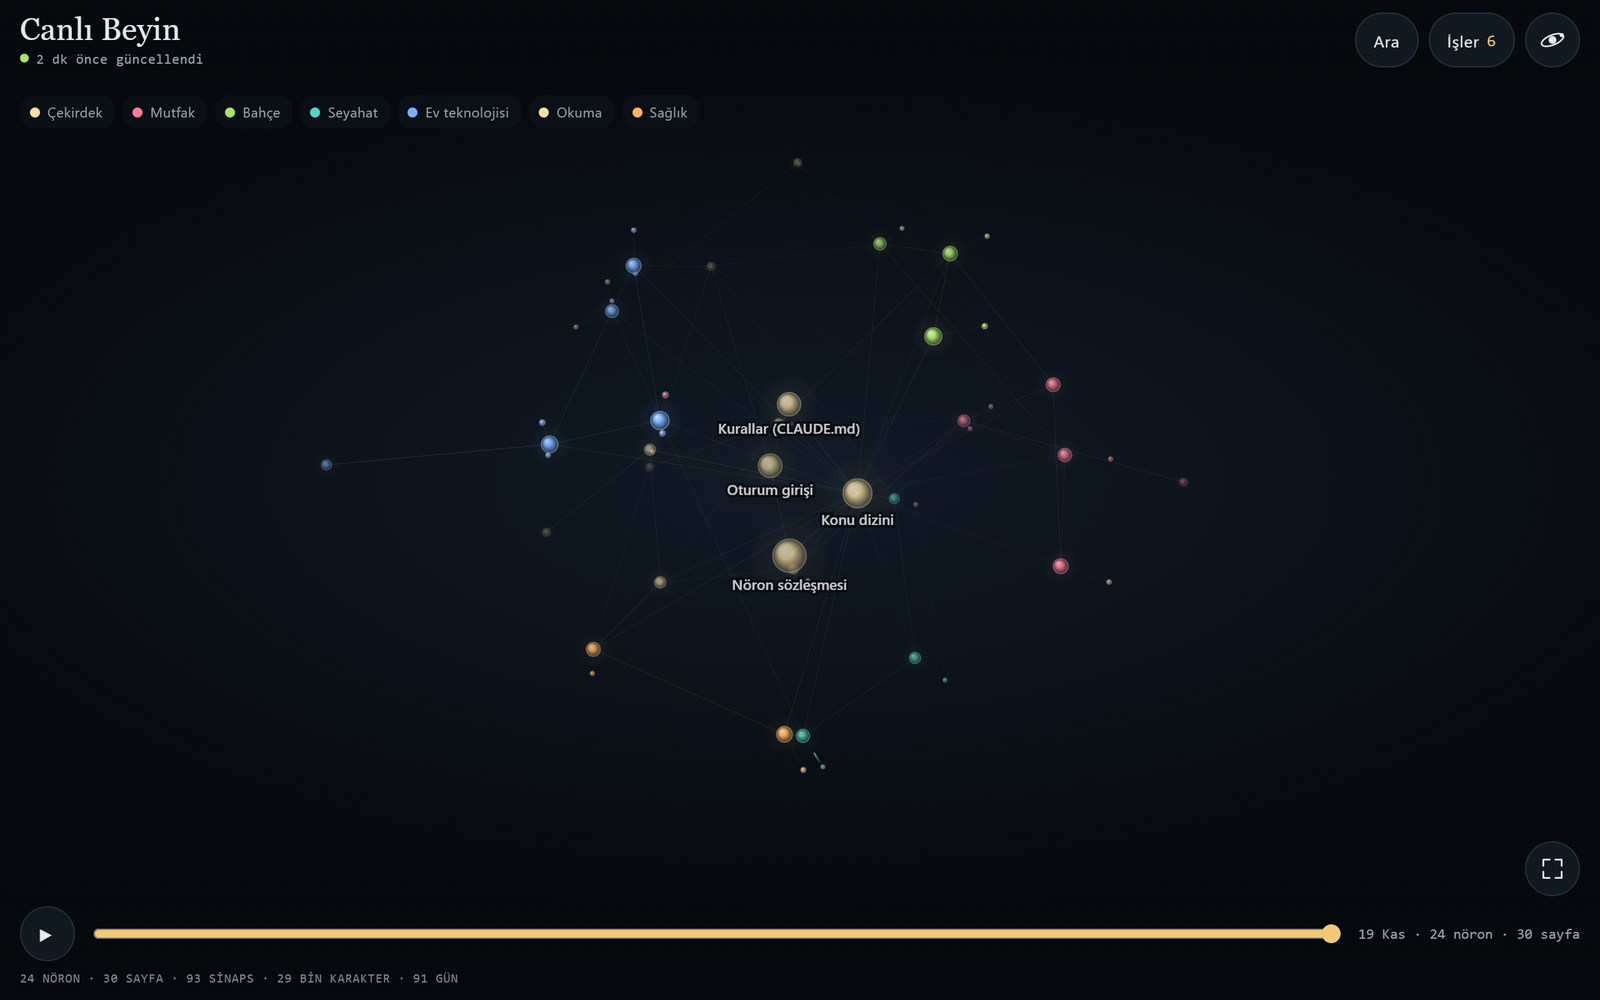 Canlı Beyin
2 dk önce güncellendi
Ara
İşler 6
Çekirdek
Mutfak
Bahçe
Seyahat
Ev teknolojisi
Okuma
Sağlık
Kurallar (CLAUDE.md)
Oturum girişi
Konu dizini
Nöron sözleşmesi
19 Kas · 24 nöron · 30 sayfa
24 NÖRON · 30 SAYFA · 93 SİNAPS · 29 BİN KARAKTER · 91 GÜN